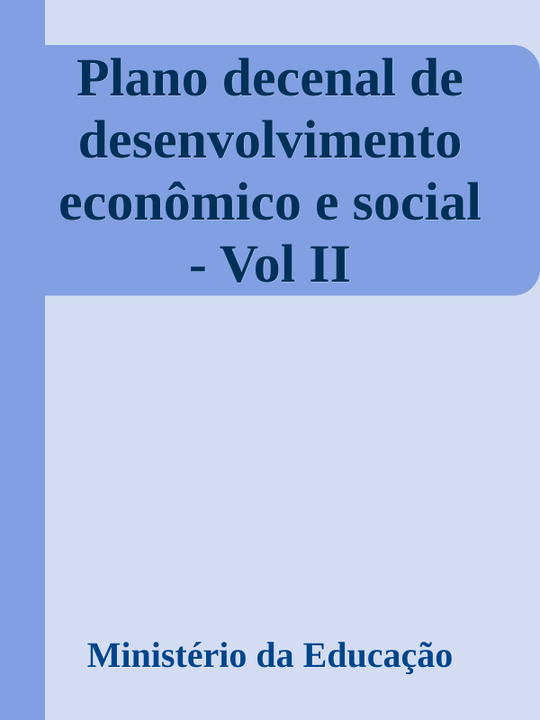 Plano decenal de
desenvolvimento
econômico e social
- Vol II
Ministério da Educação